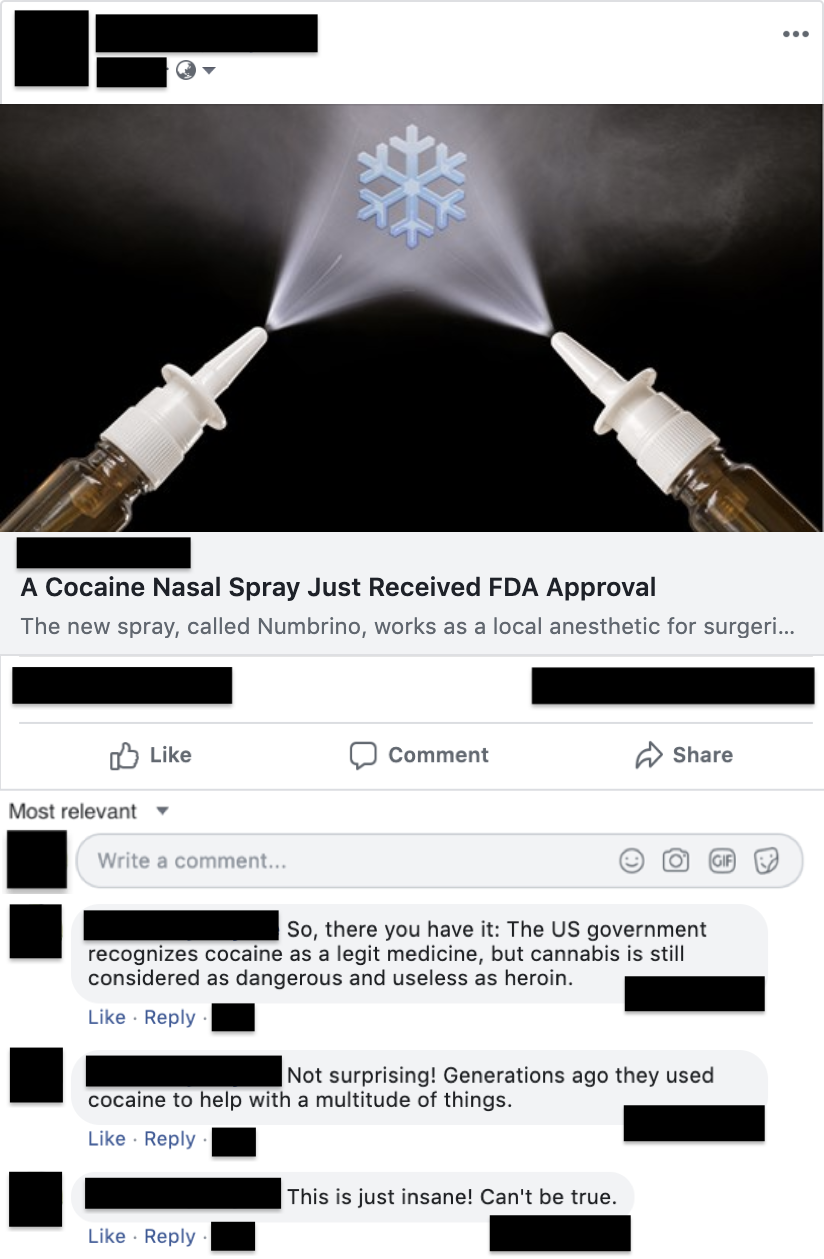 A Cocaine Nasal Spray Just Received FDA Approval
The new spray, called Numbrino, works as a local anesthetic for surgeri...
Like Comment Share
Most relevant
Write a comment... GIF
So, there you have it: The US government
recognizes cocaine as a legit medicine, but cannabis is still
considered as dangerous and useless as heroin.
Like · Reply ·
Not surprising! Generations ago they used
cocaine to help with a multitude of things.
Like · Reply ·
This is just insane! Can't be true.
Like · Reply ·